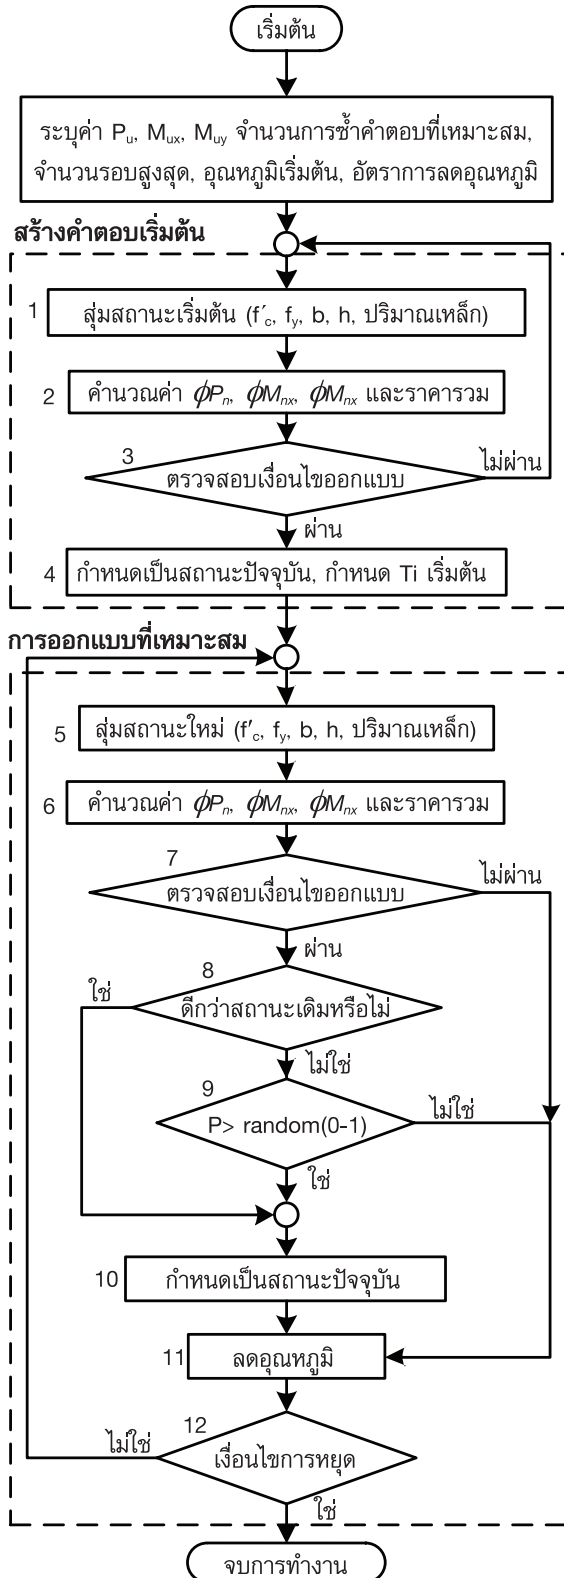 เริ่มต้น
ระบุค่า Pu, Mux, Muy จำนวนการซ้ำคำตอบที่เหมาะสม,
จำนวนรอบสูงสุด, อุณหภูมิเริ่มต้น, อัตราการลดอุณหภูมิ
สร้างคำตอบเริ่มต้น
1 สุ่มสถานะเริ่มต้น (f′c, fy, b, h, ปริมาณเหล็ก)
2 คำนวณค่า ϕPn, ϕMnx, ϕMnx และราคารวม
3 ตรวจสอบเงื่อนไขออกแบบ ไม่ผ่าน
ผ่าน
4 กำหนดเป็นสถานะปัจจุบัน, กำหนด Ti เริ่มต้น
การออกแบบที่เหมาะสม
5 สุ่มสถานะใหม่ (f′c, fy, b, h, ปริมาณเหล็ก)
6 คำนวณค่า ϕPn, ϕMnx, ϕMnx และราคารวม
7 ตรวจสอบเงื่อนไขออกแบบ ไม่ผ่าน
ผ่าน
8 ดีกว่าสถานะเดิมหรือไม่
ใช่
ไม่ใช่
9 P> random(0-1) ไม่ใช่
ใช่
10 กำหนดเป็นสถานะปัจจุบัน
11 ลดอุณหภูมิ
12 เงื่อนไขการหยุด
ไม่ใช่
ใช่
จบการทำงาน